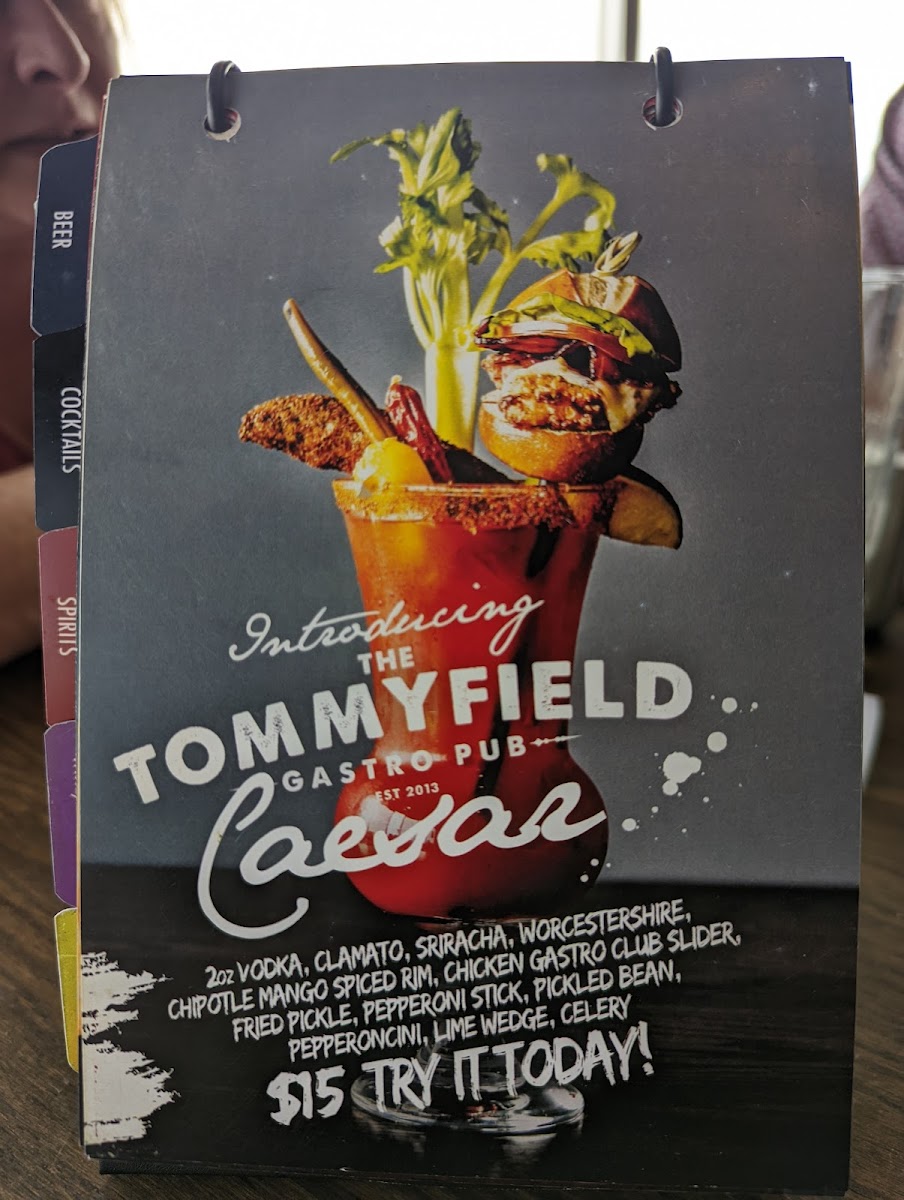 BEER
COCKTAILS
SPIRITS
Introducing
THE
TOMMYFIELD
GASTRO PUB
EST 2013
Caesar
2oz VODKA, CLAMATO, SRIRACHA, WORCESTERSHIRE,
CHIPOTLE MANGO SPICED RIM, CHICKEN GASTRO CLUB SLIDER,
FRIED PICKLE, PEPPERONI STICK, PICKLED BEAN,
PEPPERONCINI, LIME WEDGE, CELERY
$15 TRY IT TODAY!